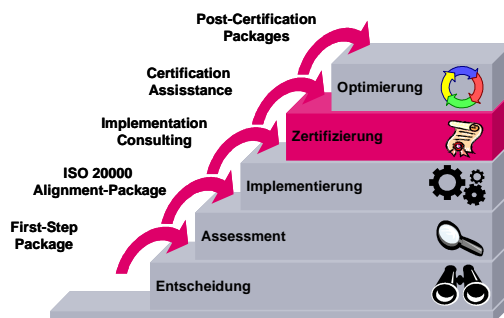 Post-Certification
Packages
Certification
Assisstance
Optimierung
Implementation
Consulting
Zertifizierung
ISO 20000
Alignment-Package
Implementierung
First-Step
Package
Assessment
Entscheidung